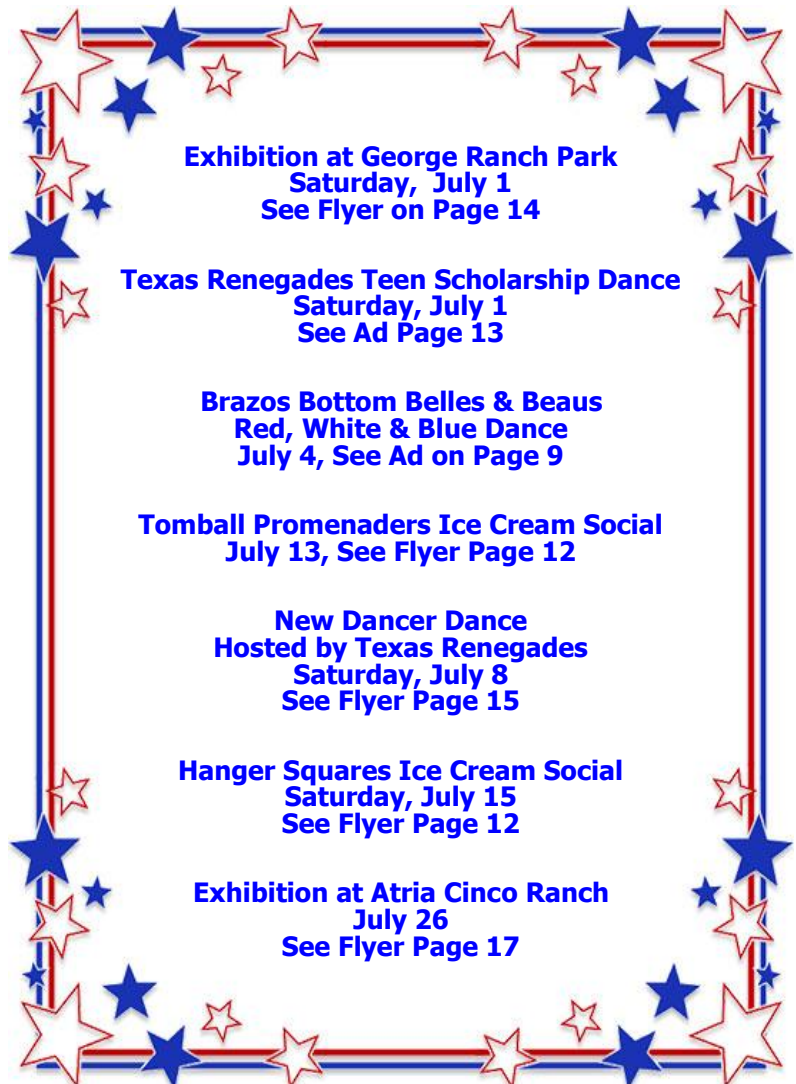 Exhibition at George Ranch Park
Saturday, July 1
See Flyer on Page 14
Texas Renegades Teen Scholarship Dance
Saturday, July 1
See Ad Page 13
Brazos Bottom Belles & Beaus
Red, White & Blue Dance
July 4, See Ad on Page 9
Tomball Promenaders Ice Cream Social
July 13, See Flyer Page 12
New Dancer Dance
Hosted by Texas Renegades
Saturday, July 8
See Flyer Page 15
Hanger Squares Ice Cream Social
Saturday, July 15
See Flyer Page 12
Exhibition at Atria Cinco Ranch
July 26
See Flyer Page 17